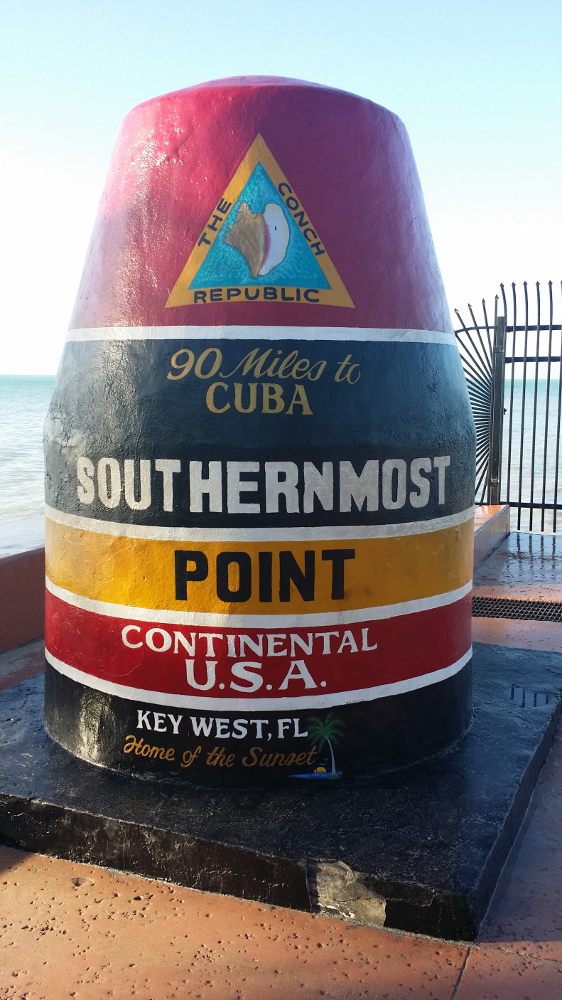 THE CONCH
REPUBLIC
90 Miles to
CUBA
SOUTHERNMOST
POINT
CONTINENTAL
U.S.A.
KEY WEST, FL
Home of the Sunset